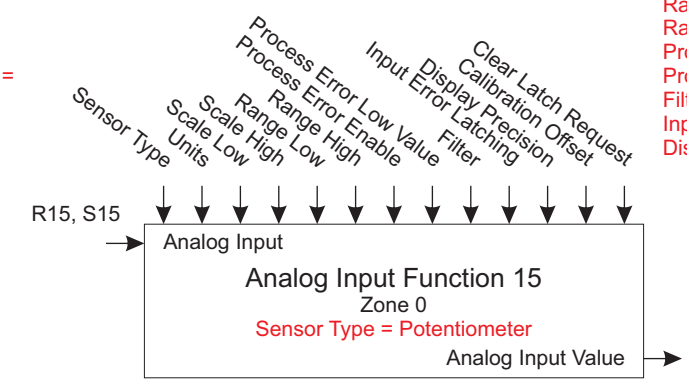 =
Sensor Type
Units
Scale Low
Scale High
Range Low
Range High
Process Error Enable
Process Error Low Value
Filter
Input Error Latching
Display Precision
Calibration Offset
Clear Latch Request
R15, S15
Analog Input
Analog Input Function 15
Zone 0
Sensor Type = Potentiometer
Analog Input Value